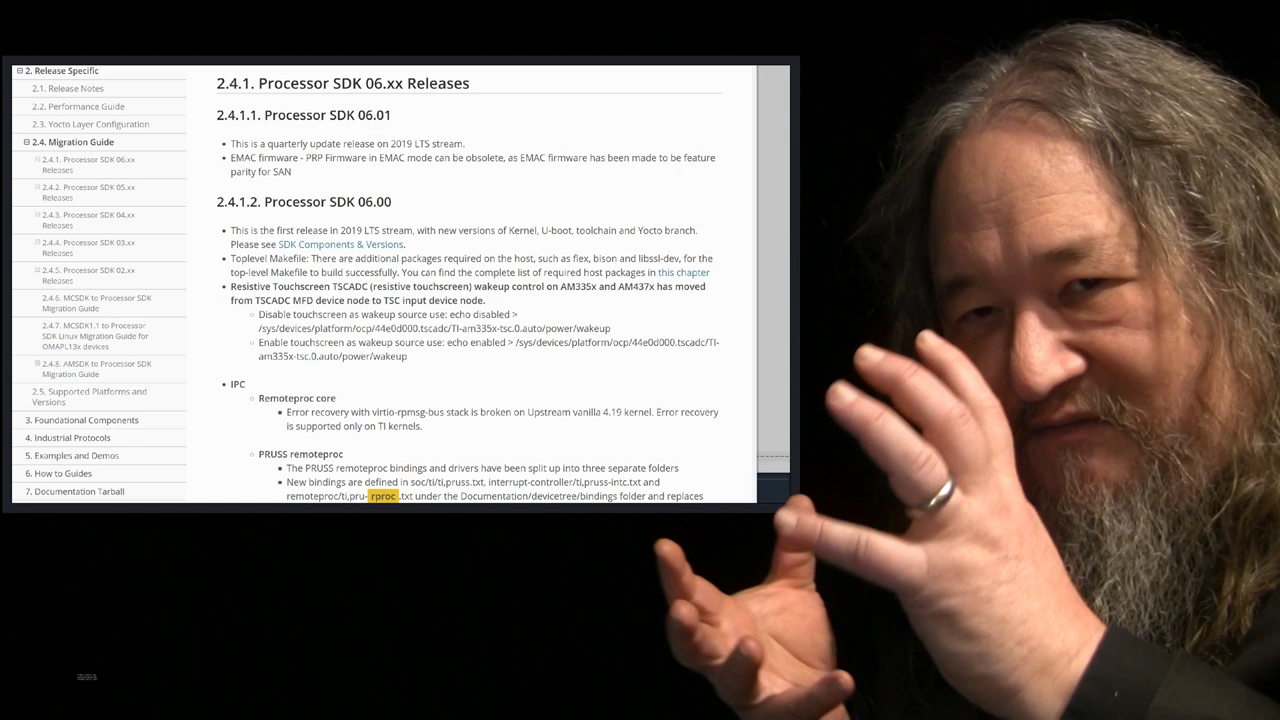 2. Release Specific
2.1. Release Notes
2.2. Performance Guide
2.3. Yocto Layer Configuration
2.4. Migration Guide
2.4.1. Processor SDK 06.xx
Releases
2.4.2. Processor SDK 05.xx
Releases
2.4.3. Processor SDK 04.xx
Releases
2.4.4. Processor SDK 03.xx
Releases
2.4.5. Processor SDK 02.xx
Releases
2.4.6. MCSDK to Processor SDK
Migration Guide
2.4.7. MCSDK1.1 to Processor
SDK Linux Migration Guide for
OMAPL13x devices
2.4.8. AMSDK to Processor SDK
Migration Guide
2.5. Supported Platforms and
Versions
3. Foundational Components
4. Industrial Protocols
5. Examples and Demos
6. How to Guides
7. Documentation Tarball
2.4.1. Processor SDK 06.xx Releases
2.4.1.1. Processor SDK 06.01
• This is a quarterly update release on 2019 LTS stream.
• EMAC firmware - PRP Firmware in EMAC mode can be obsolete, as EMAC firmware has been made to be feature
parity for SAN
2.4.1.2. Processor SDK 06.00
• This is the first release in 2019 LTS stream, with new versions of Kernel, U-boot, toolchain and Yocto branch.
Please see SDK Components & Versions.
• Toplevel Makefile: There are additional packages required on the host, such as flex, bison and libssl-dev, for the
top-level Makefile to build successfully. You can find the complete list of required host packages in this chapter
• Resistive Touchscreen TSCADC (resistive touchscreen) wakeup control on AM335x and AM437x has moved
from TSCADC MFD device node to TSC input device node.
○ Disable touchscreen as wakeup source use: echo disabled >
/sys/devices/platform/ocp/44e0d000.tscadc/TI-am335x-tsc.0.auto/power/wakeup
○ Enable touchscreen as wakeup source use: echo enabled > /sys/devices/platform/ocp/44e0d000.tscadc/TI-
am335x-tsc.0.auto/power/wakeup
• IPC
○ Remoteproc core
▪ Error recovery with virtio-rpmsg-bus stack is broken on Upstream vanilla 4.19 kernel. Error recovery
is supported only on TI kernels.
○ PRUSS remoteproc
▪ The PRUSS remoteproc bindings and drivers have been split up into three separate folders
▪ New bindings are defined in soc/ti/ti,pruss.txt, interrupt-controller/ti,pruss-intc.txt and
remoteproc/ti,pru-rproc.txt under the Documentation/devicetree/bindings folder and replaces